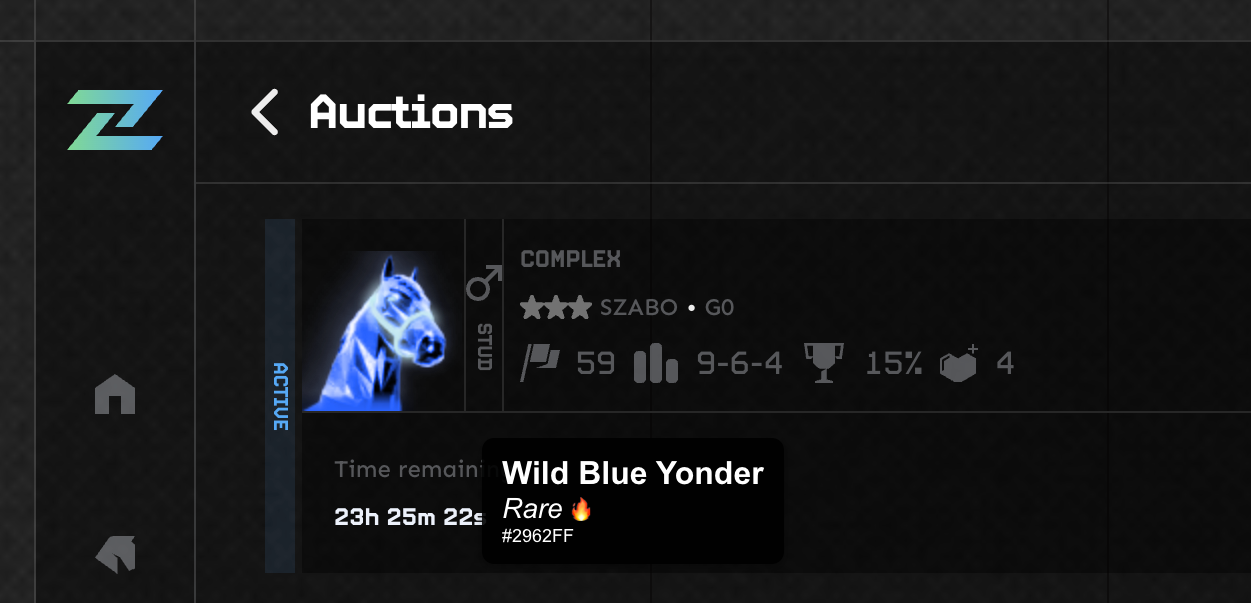 Auctions
ACTIVE
STUD
COMPLEX
SZABO • G0
59 9-6-4 15% 4
Time remainin
23h 25m 22s
Wild Blue Yonder
Rare 🔥
#2962FF